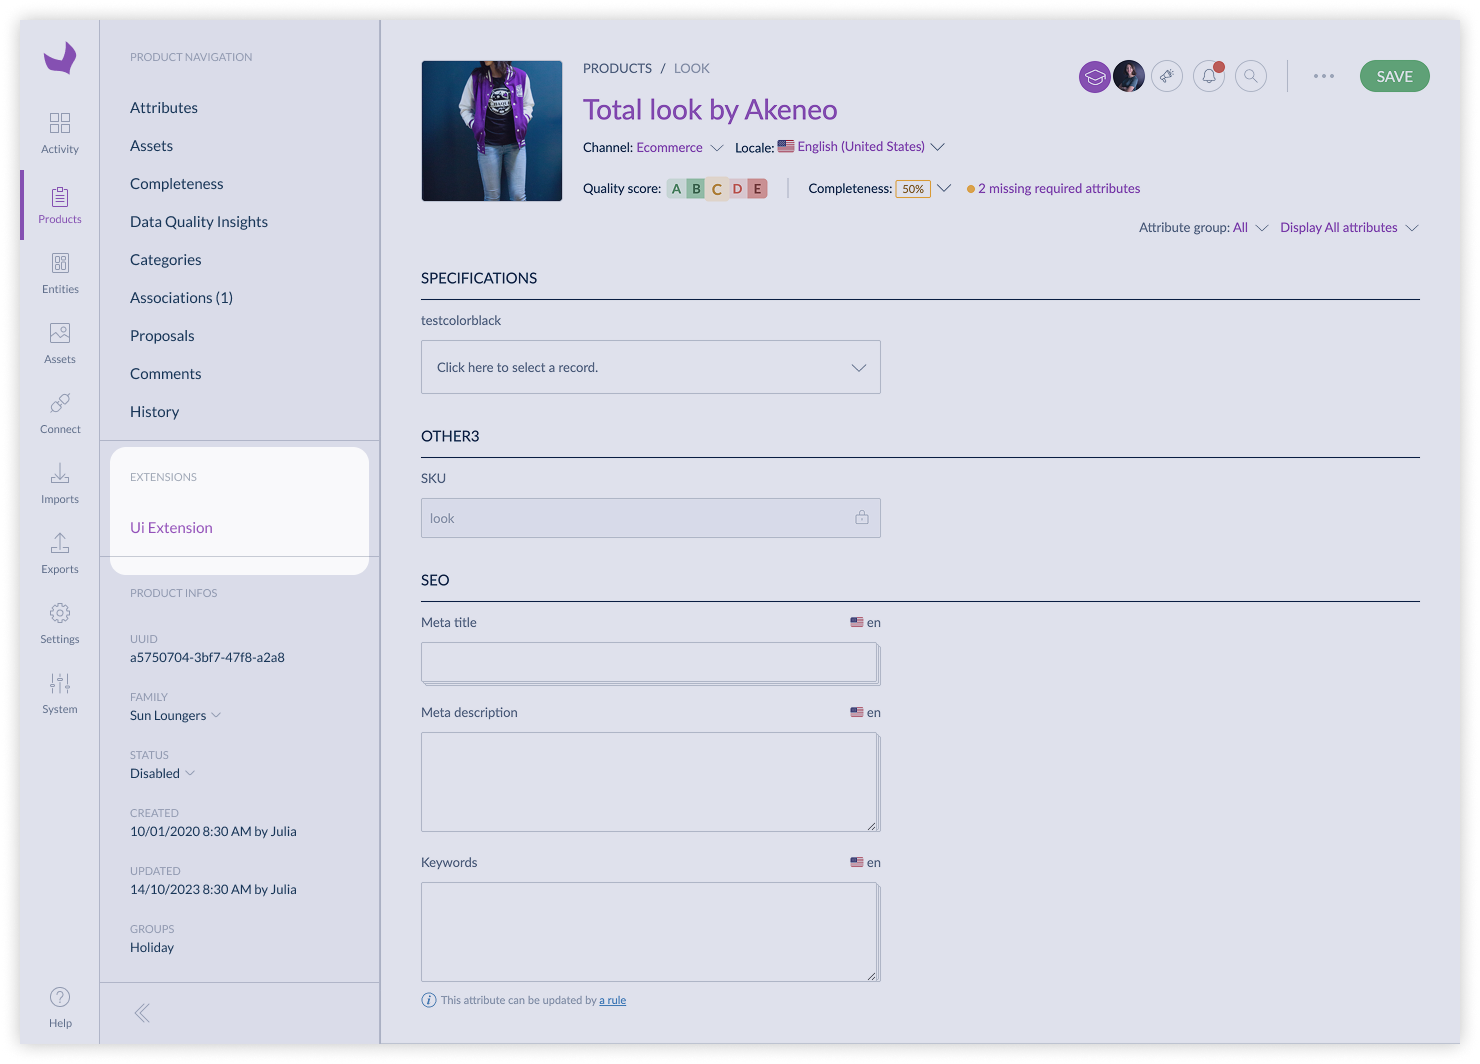 Activity
Products
Entities
Assets
Connect
Imports
Exports
Settings
System
Help
PRODUCT NAVIGATION
Attributes
Assets
Completeness
Data Quality Insights
Categories
Associations (1)
Proposals
Comments
History
EXTENSIONS
Ui Extension
PRODUCT INFOS
UUID
a5750704-3bf7-47f8-a2a8
FAMILY
Sun Loungers
STATUS
Disabled
CREATED
10/01/2020 8:30 AM by Julia
UPDATED
14/10/2023 8:30 AM by Julia
GROUPS
Holiday
PRODUCTS / LOOK
SAVE
Total look by Akeneo
Channel: Ecommerce Locale: English (United States)
Quality score: A B C D E Completeness: 50% 2 missing required attributes
Attribute group: All Display All attributes
SPECIFICATIONS
testcolorblack
Click here to select a record.
OTHER3
SKU
look
SEO
Meta title en
Meta description en
Keywords en
This attribute can be updated by a rule